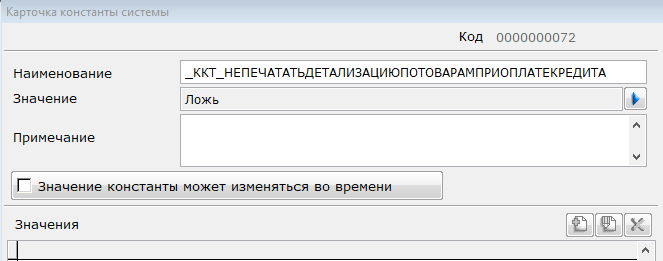 Карточка константы системы
Код 0000000072
Наименование _ККТ_НЕПЕЧАТАТЬДЕТАЛИЗАЦИЮПОТОВАРАМПРИОПЛАТЕКРЕДИТА
Значение Ложь
Примечание
Значение константы может изменяться во времени
Значения